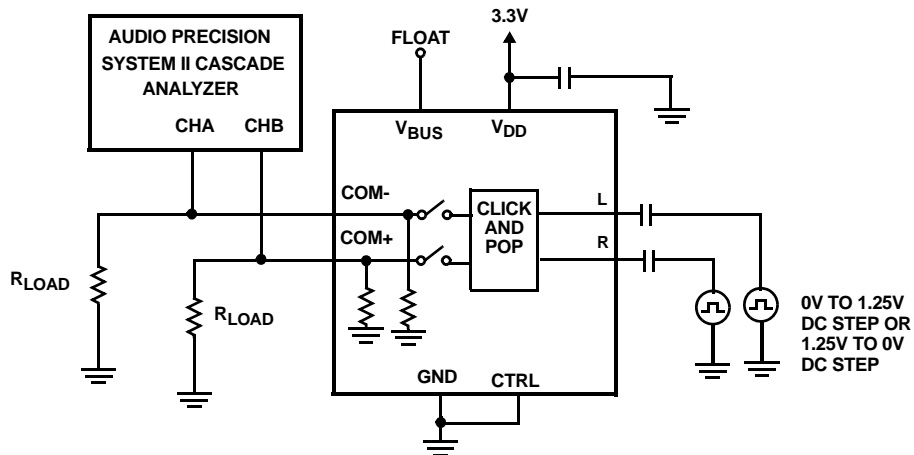 AUDIO PRECISION
SYSTEM II CASCADE
ANALYZER
CHA CHB
FLOAT
3.3V
VBUS VDD
COM-
COM+
CLICK
AND
POP
L
R
RLOAD
RLOAD
0V TO 1.25V
DC STEP OR
1.25V TO 0V
DC STEP
GND CTRL